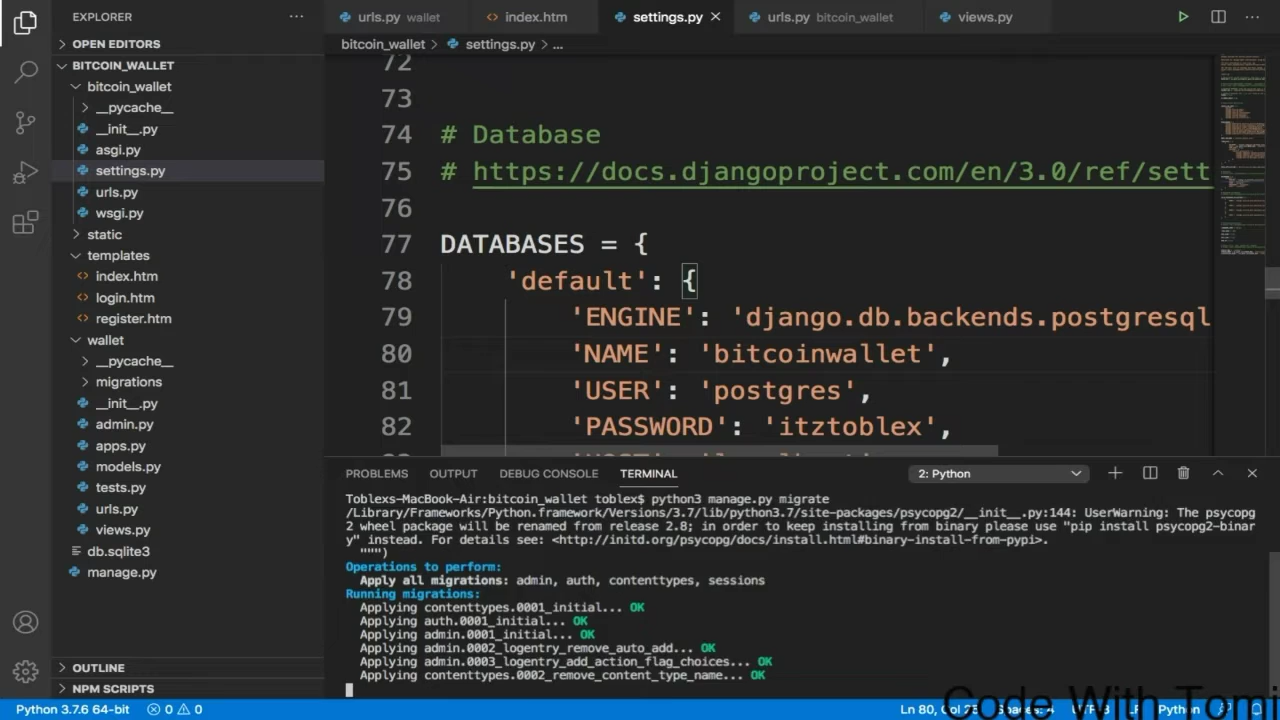 EXPLORER
urls.py wallet
index.htm
settings.py
urls.py bitcoin_wallet
views.py
OPEN EDITORS
BITCOIN_WALLET
bitcoin_wallet
__pycache__
__init__.py
asgi.py
settings.py
urls.py
wsgi.py
static
templates
index.htm
login.htm
register.htm
wallet
__pycache__
migrations
__init__.py
admin.py
apps.py
models.py
tests.py
urls.py
views.py
db.sqlite3
manage.py
OUTLINE
NPM SCRIPTS
bitcoin_wallet > settings.py > ...
72
73
74 # Database
75 # https://docs.djangoproject.com/en/3.0/ref/sett
76
77 DATABASES = {
78 'default': {
79 'ENGINE': 'django.db.backends.postgresql
80 'NAME': 'bitcoinwallet',
81 'USER': 'postgres',
82 'PASSWORD': 'itztoblex',
PROBLEMS OUTPUT DEBUG CONSOLE TERMINAL 2: Python
Toblexs-MacBook-Air:bitcoin_wallet toblex$ python3 manage.py migrate
/Library/Frameworks/Python.framework/Versions/3.7/lib/python3.7/site-packages/psycopg2/__init__.py:144: UserWarning: The psycopg
2 wheel package will be renamed from release 2.8; in order to keep installing from binary please use "pip install psycopg2-binar
y" instead. For details see: <http://initd.org/psycopg/docs/install.html#binary-install-from-pypi>.
""")
Operations to perform:
Apply all migrations: admin, auth, contenttypes, sessions
Running migrations:
Applying contenttypes.0001_initial... OK
Applying auth.0001_initial... OK
Applying admin.0001_initial... OK
Applying admin.0002_logentry_remove_auto_add... OK
Applying admin.0003_logentry_add_action_flag_choices... OK
Applying contenttypes.0002_remove_content_type_name... OK
Python 3.7.6 64-bit 0 0 Ln 80, Python
Code With Tomi